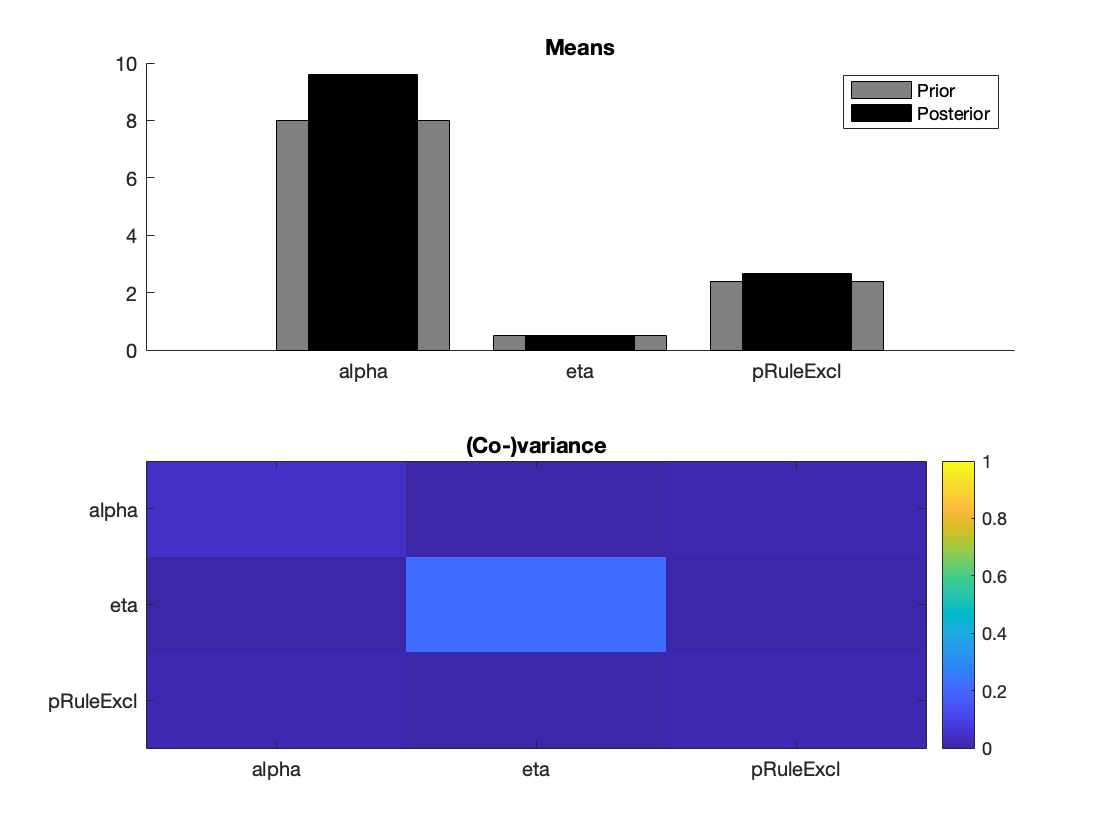 Means
10
8
6
4
2
0
Prior
Posterior
alpha eta pRuleExcl
(Co-)variance
alpha
eta
pRuleExcl
alpha eta pRuleExcl
1
0.8
0.6
0.4
0.2
0